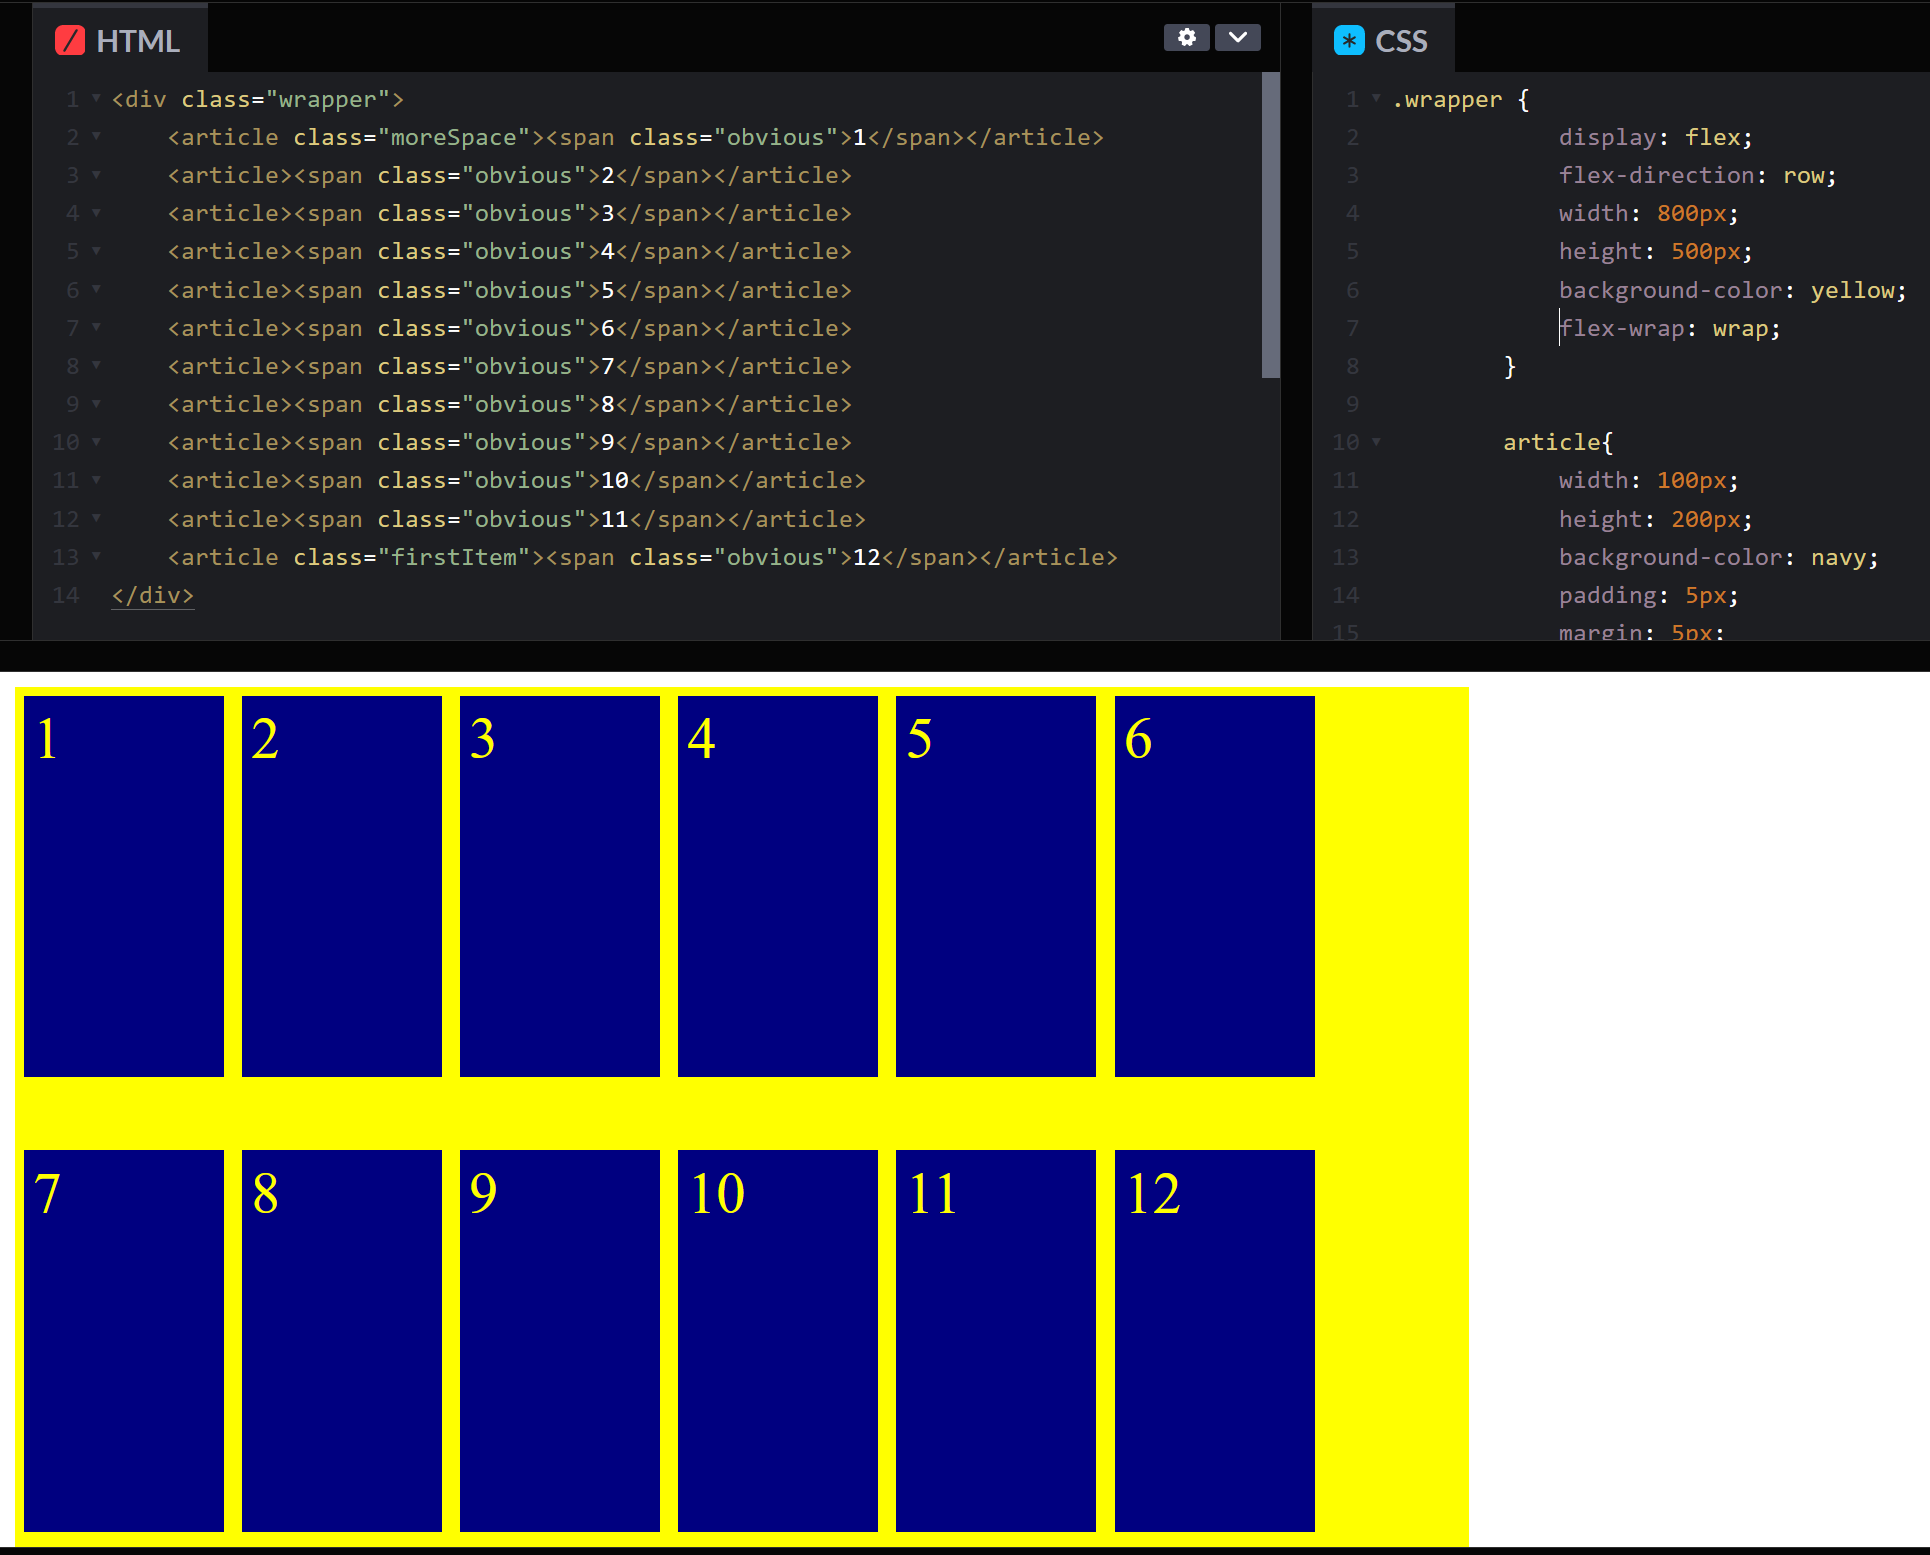 HTML
1 <div class="wrapper">
2 <article class="moreSpace"><span class="obvious">1</span></article>
3 <article><span class="obvious">2</span></article>
4 <article><span class="obvious">3</span></article>
5 <article><span class="obvious">4</span></article>
6 <article><span class="obvious">5</span></article>
7 <article><span class="obvious">6</span></article>
8 <article><span class="obvious">7</span></article>
9 <article><span class="obvious">8</span></article>
10 <article><span class="obvious">9</span></article>
11 <article><span class="obvious">10</span></article>
12 <article><span class="obvious">11</span></article>
13 <article class="firstItem"><span class="obvious">12</span></article>
14 </div>
CSS
1 .wrapper {
2 display: flex;
3 flex-direction: row;
4 width: 800px;
5 height: 500px;
6 background-color: yellow;
7 flex-wrap: wrap;
8 }
9
10 article{
11 width: 100px;
12 height: 200px;
13 background-color: navy;
14 padding: 5px;
15 margin: 5px;
1 2 3 4 5 6
7 8 9 10 11 12